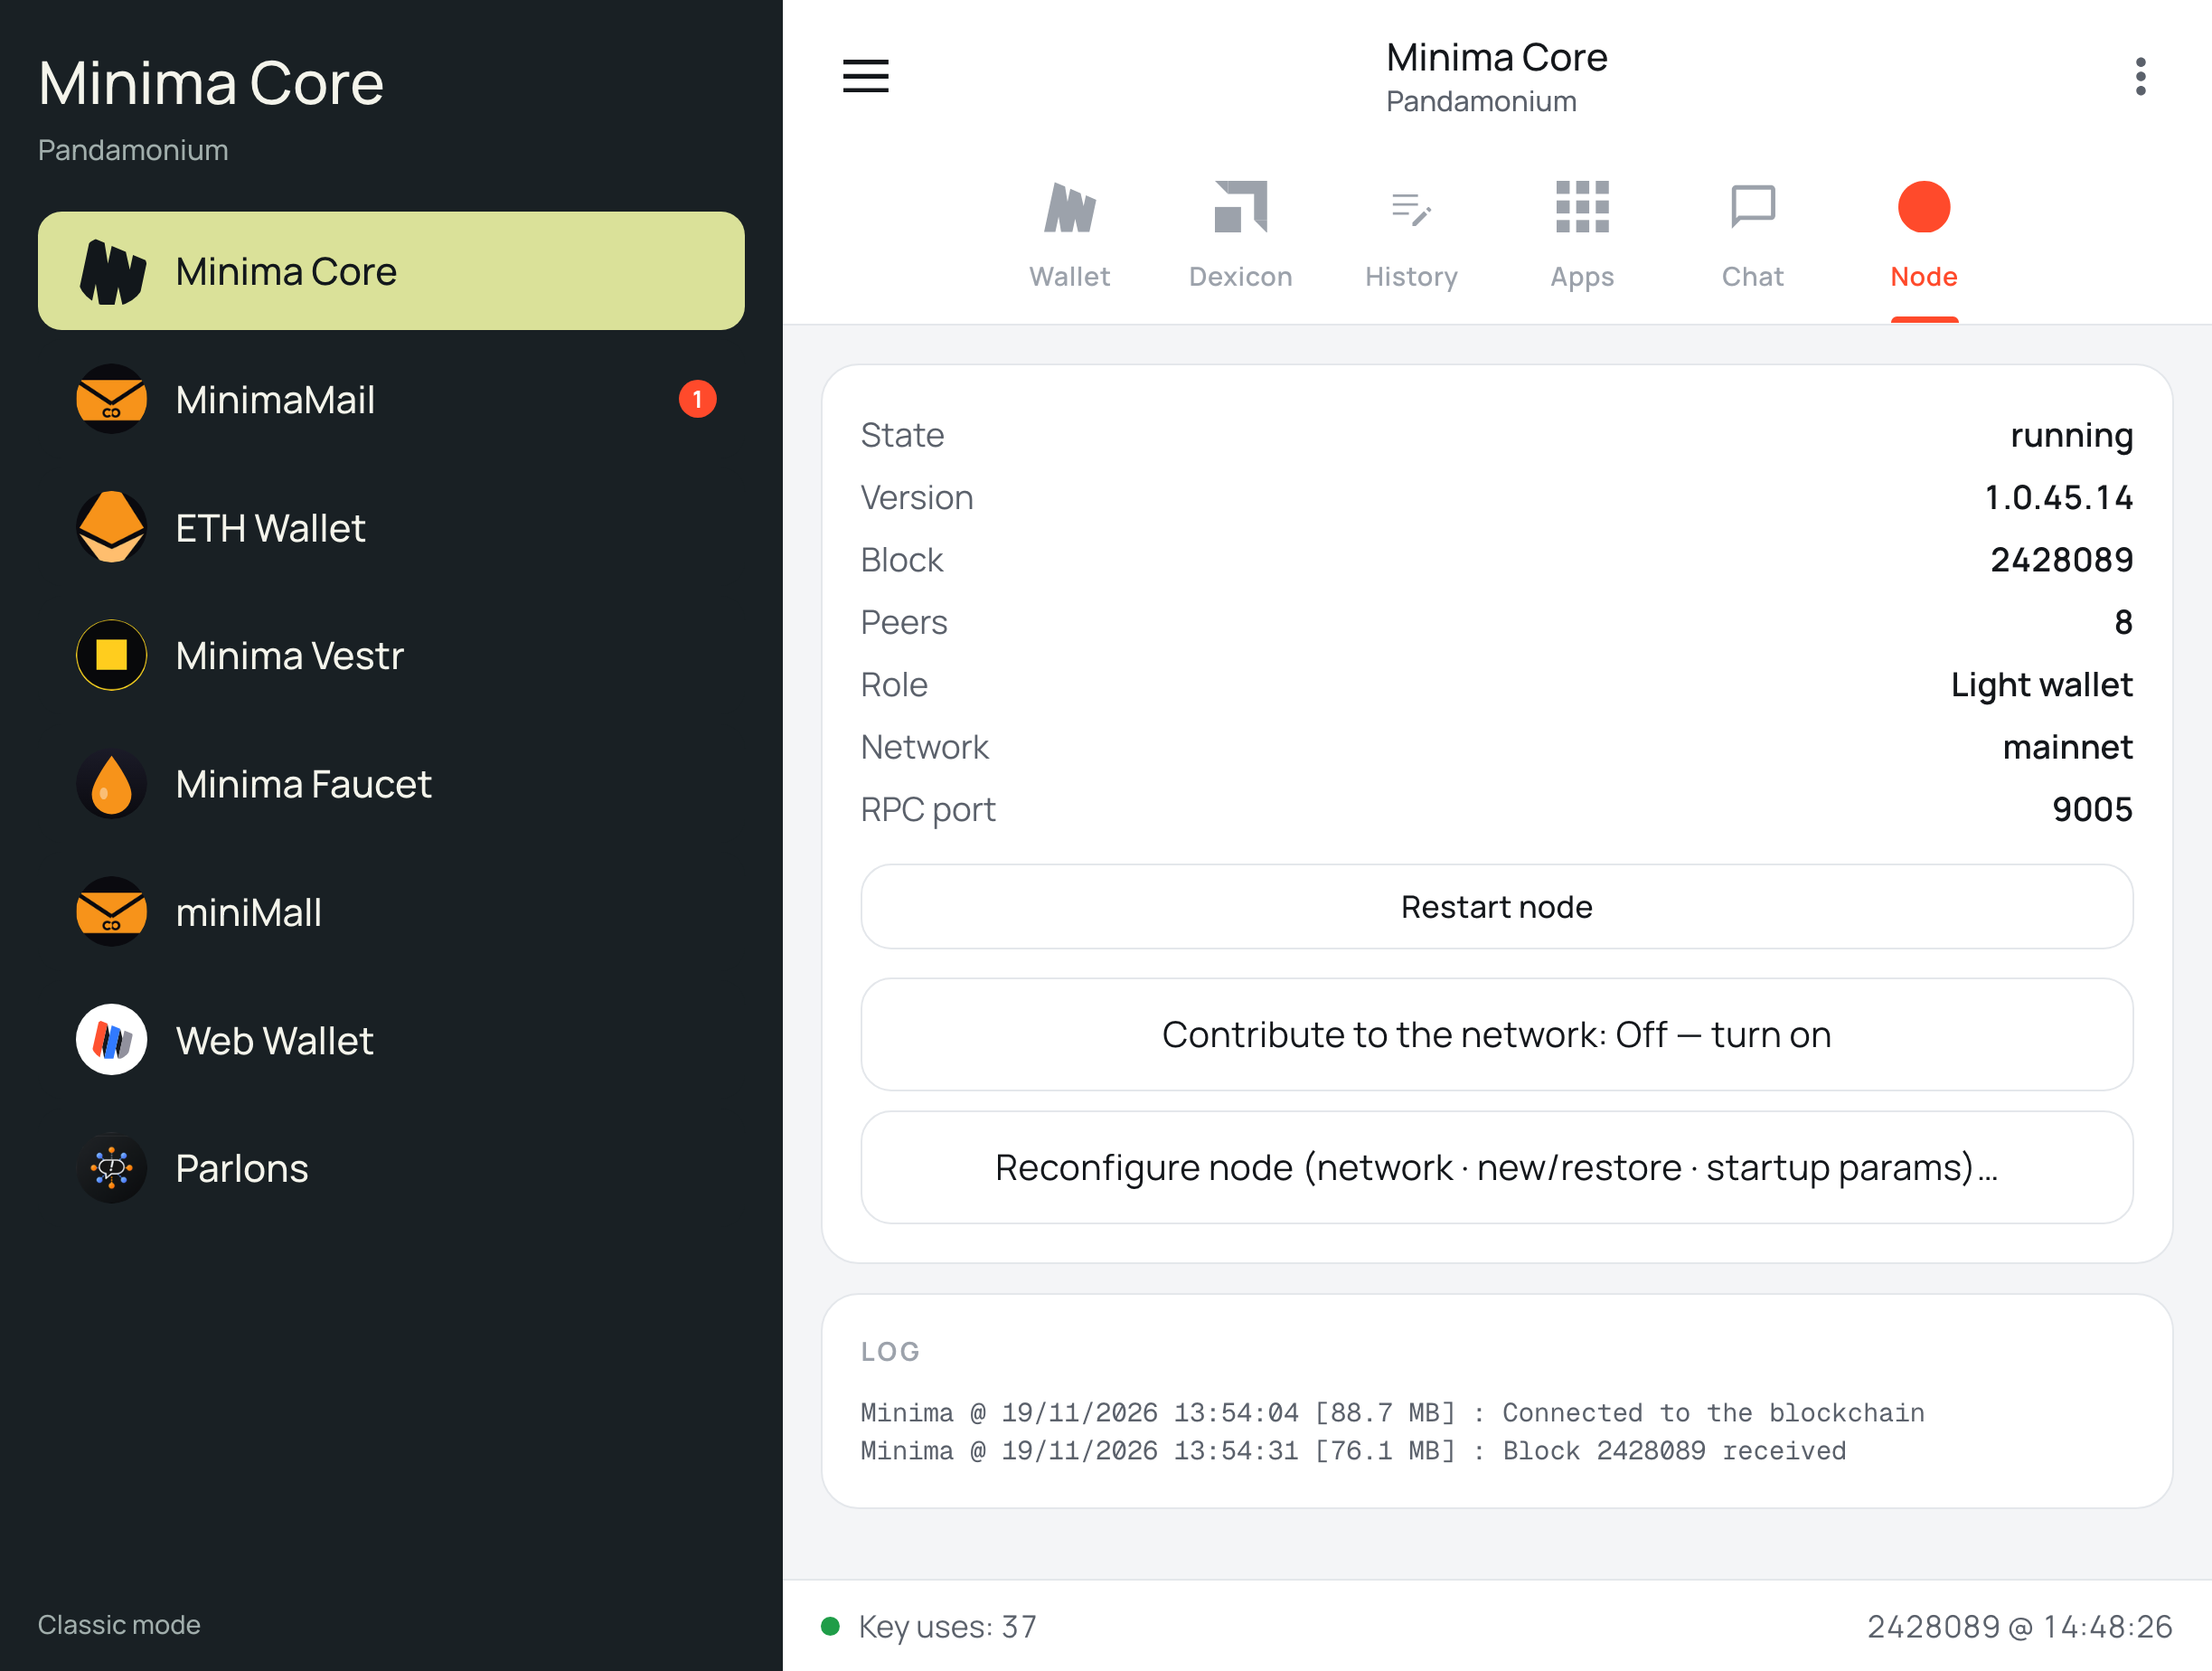 Minima Core
Pandamonium
Minima Core
MinimaMail
1
ETH Wallet
Minima Vestr
Minima Faucet
miniMall
Web Wallet
Parlons
Classic mode
Minima Core
Pandamonium
Wallet
Dexicon
History
Apps
Chat
Node
State running
Version 1.0.45.14
Block 2428089
Peers 8
Role Light wallet
Network mainnet
RPC port 9005
Restart node
Contribute to the network: Off — turn on
Reconfigure node (network · new/restore · startup params)…
LOG
Minima @ 19/11/2026 13:54:04 [88.7 MB] : Connected to the blockchain
Minima @ 19/11/2026 13:54:31 [76.1 MB] : Block 2428089 received
Key uses: 37
2428089 @ 14:48:26